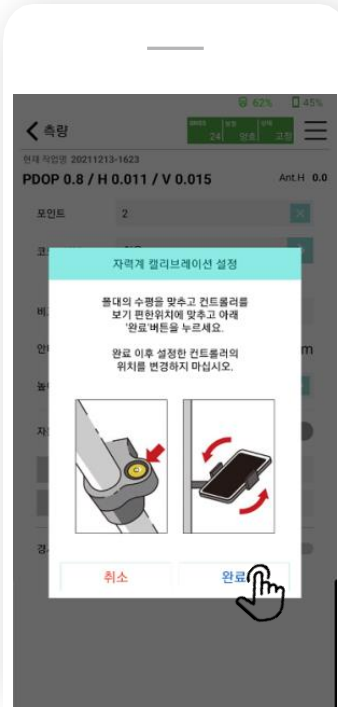 62% 45%
측량
24 양호 고정
현재 작업명 20211213-1623
PDOP 0.8 / H 0.011 / V 0.015 Ant.H 0.0
포인트 2
자력계 캘리브레이션 설정
폴대의 수평을 맞추고 컨트롤러를
보기 편한위치에 맞추고 아래
'완료'버튼을 누르세요.
완료 이후 설정한 컨트롤러의
위치를 변경하지 마십시오.
m
취소 완료